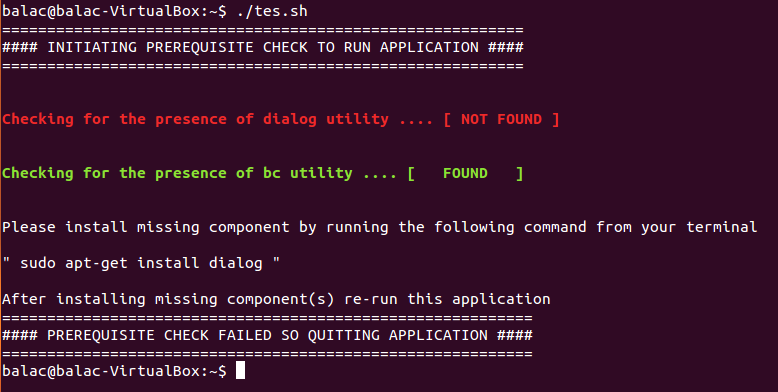 balac@balac-VirtualBox:~$ ./tes.sh
==========================================================
#### INITIATING PREREQUISITE CHECK TO RUN APPLICATION ####
==========================================================
Checking for the presence of dialog utility .... [ NOT FOUND ]
Checking for the presence of bc utility .... [   FOUND   ]
Please install missing component by running the following command from your terminal
" sudo apt-get install dialog "
After installing missing component(s) re-run this application
===========================================================
#### PREREQUISITE CHECK FAILED SO QUITTING APPLICATION ####
===========================================================
balac@balac-VirtualBox:~$